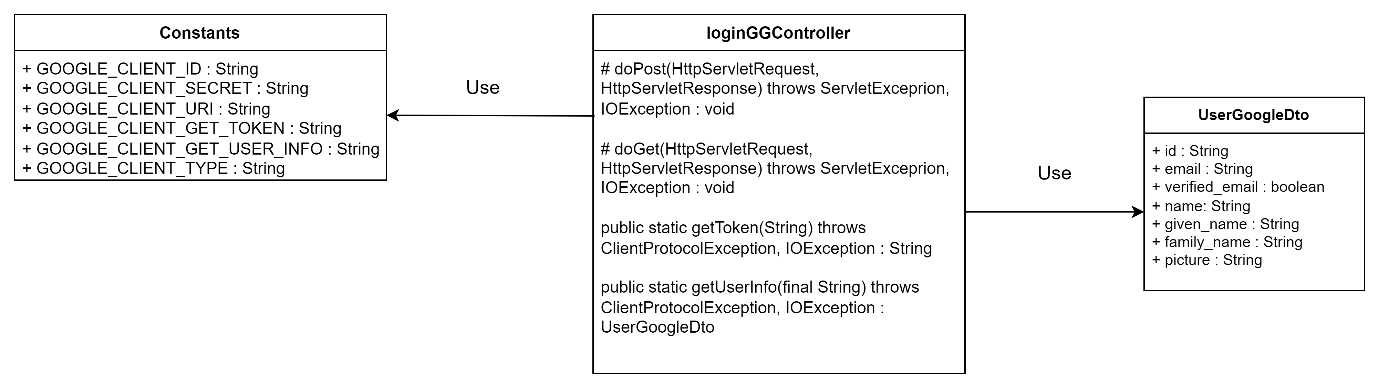 Constants
+ GOOGLE_CLIENT_ID : String
+ GOOGLE_CLIENT_SECRET : String
+ GOOGLE_CLIENT_URI : String
+ GOOGLE_CLIENT_GET_TOKEN : String
+ GOOGLE_CLIENT_GET_USER_INFO : String
+ GOOGLE_CLIENT_TYPE : String
Use
loginGGController
# doPost(HttpServletRequest,
HttpServletResponse) throws ServletExceprion,
IOException : void
# doGet(HttpServletRequest,
HttpServletResponse) throws ServletExceprion,
IOException : void
public static getToken(String) throws
ClientProtocolException, IOException : String
public static getUserInfo(final String) throws
ClientProtocolException, IOException :
UserGoogleDto
Use
UserGoogleDto
+ id : String
+ email : String
+ verified_email : boolean
+ name: String
+ given_name : String
+ family_name : String
+ picture : String